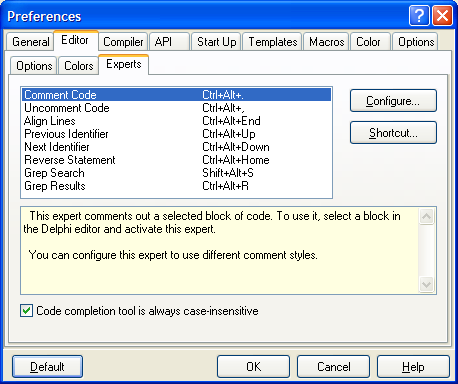 Preferences
General Editor Compiler API Start Up Templates Macros Color Options
Options Colors Experts
Comment Code Ctrl+Alt+.
Uncomment Code Ctrl+Alt+,
Align Lines Ctrl+Alt+End
Previous Identifier Ctrl+Alt+Up
Next Identifier Ctrl+Alt+Down
Reverse Statement Ctrl+Alt+Home
Grep Search Shift+Alt+S
Grep Results Ctrl+Alt+R
Configure...
Shortcut...
This expert comments out a selected block of code. To use it, select a block in
the Delphi editor and activate this expert.
You can configure this expert to use different comment styles.
Code completion tool is always case-insensitive
Default OK Cancel Help